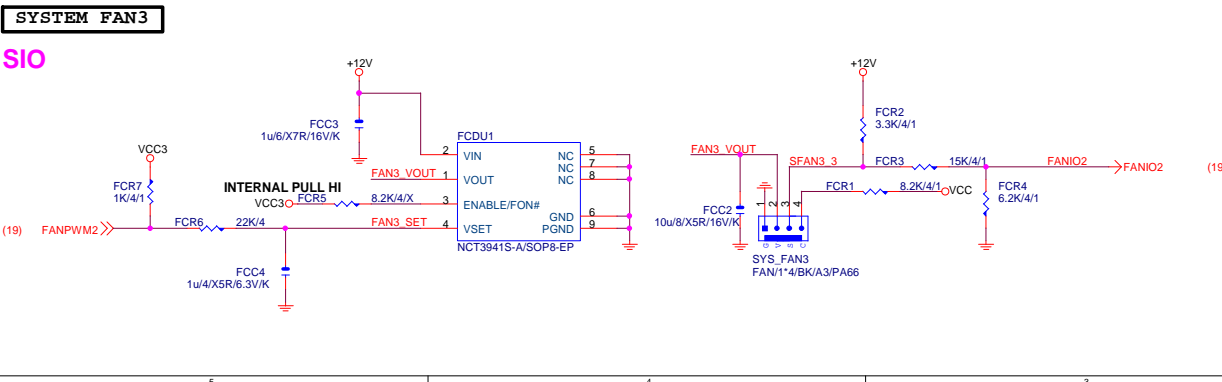 SYSTEM FAN3
SIO
+12V
+12V
FCC3
1u/6/X7R/16V/K
FCR2
3.3K/4/1
FCDU1
VCC3
2 VIN
NC 5
NC 7
NC 8
FAN3_VOUT 1 VOUT
FAN3_VOUT
SFAN3_3
FCR3 15K/4/1
FANIO2
FANIO2
(19
FCR7
1K/4/1
INTERNAL PULL HI
VCC3 FCR5 8.2K/4/X
3 ENABLE/FON#
FCR1 8.2K/4/1 VCC
FCR4
6.2K/4/1
FCC2
10u/8/X5R/16V/K
1 2 3 4
GND 6
PGND 9
(19) FANPWM2
FCR6 22K/4
FAN3_SET 4 VSET
G V S C
NCT3941S-A/SOP8-EP
SYS_FAN3
FAN/1*4/BK/A3/PA66
FCC4
1u/4/X5R/6.3V/K
5 4 3